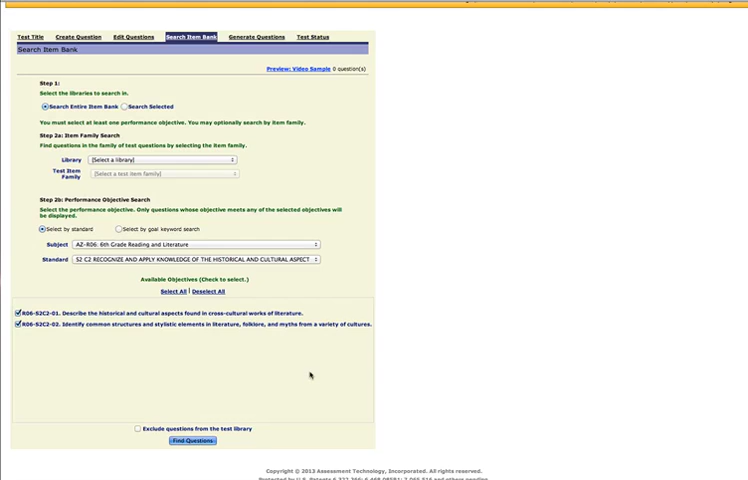 Test Title Create Question Edit Questions Search Item Bank Generate Questions Test Status
Search Item Bank
Preview: Video Sample 0 question(s)
Step 1:
Select the libraries to search in.
Search Entire Item Bank Search Selected
You must select at least one performance objective. You may optionally search by item family.
Step 2a: Item Family Search
Find questions in the family of test questions by selecting the item family.
Library [Select a library]
Test Item Family [Select a test item family]
Step 2b: Performance Objective Search
Select the performance objective. Only questions whose objective meets any of the selected objectives will
be displayed.
Select by standard Select by goal keyword search
Subject AZ-R06. 6th Grade Reading and Literature
Standard S2 C2 RECOGNIZE AND APPLY KNOWLEDGE OF THE HISTORICAL AND CULTURAL ASPECT
Available Objectives (Check to select.)
Select All | Deselect All
R06-S2C2-01. Describe the historical and cultural aspects found in cross-cultural works of literature.
R06-S2C2-02. Identify common structures and stylistic elements in literature, folklore, and myths from a variety of cultures.
Exclude questions from the test library
Find Questions
Copyright © 2013 Assessment Technology, Incorporated. All rights reserved.